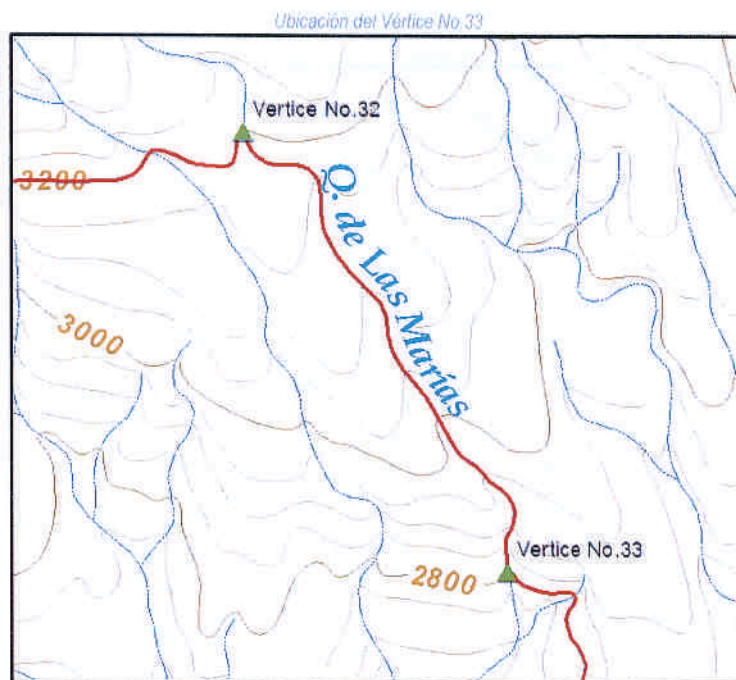 Ubicación del Vértice No.33
Vertice No.32
3200
Q. de Las Marías
3000
Vertice No.33
2800